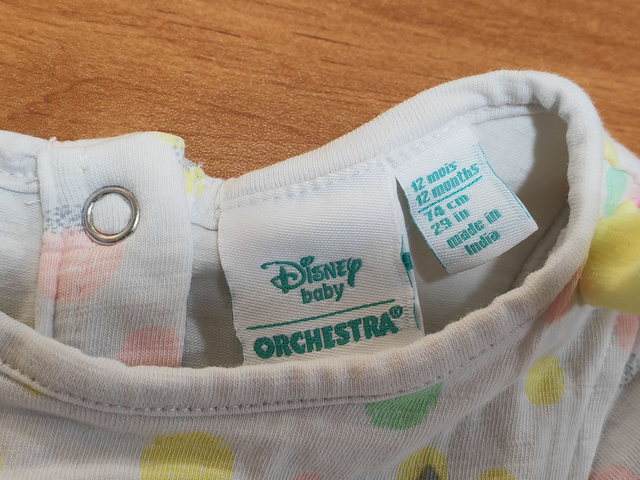 Disney
baby
ORCHESTRA®
12 mois
12 months
74 cm
29 in
made in
India